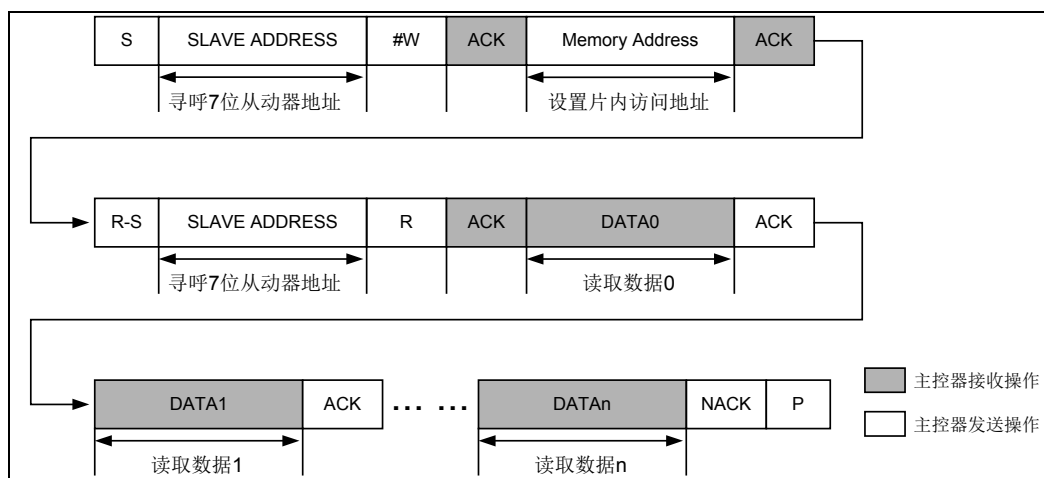 S SLAVE ADDRESS #W ACK Memory Address ACK
寻呼7位从动器地址 设置片内访问地址
R-S SLAVE ADDRESS R ACK DATA0 ACK
寻呼7位从动器地址 读取数据0
DATA1 ACK ... ... DATAn NACK P
读取数据1 读取数据n
主控器接收操作
主控器发送操作